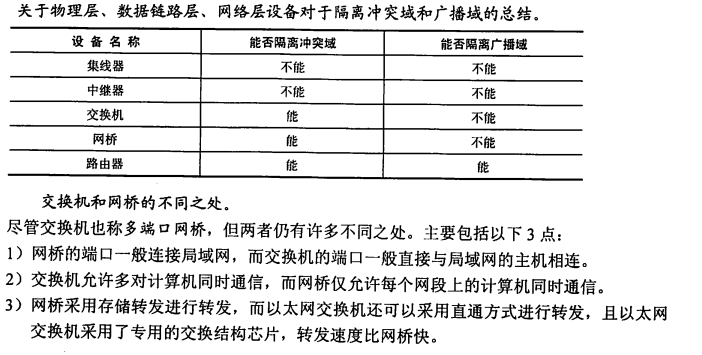 关于物理层、数据链路层、网络层设备对于隔离冲突域和广播域的总结。
设备名称 能否隔离冲突域 能否隔离广播域
集线器 不能 不能
中继器 不能 不能
交换机 能 不能
网桥 能 不能
路由器 能 能
交换机和网桥的不同之处。
尽管交换机也称多端口网桥，但两者仍有许多不同之处。主要包括以下3点：
1）网桥的端口一般连接局域网，而交换机的端口一般直接与局域网的主机相连。
2）交换机允许多对计算机同时通信，而网桥仅允许每个网段上的计算机同时通信。
3）网桥采用存储转发进行转发，而以太网交换机还可以采用直通方式进行转发，且以太网
交换机采用了专用的交换结构芯片，转发速度比网桥快。